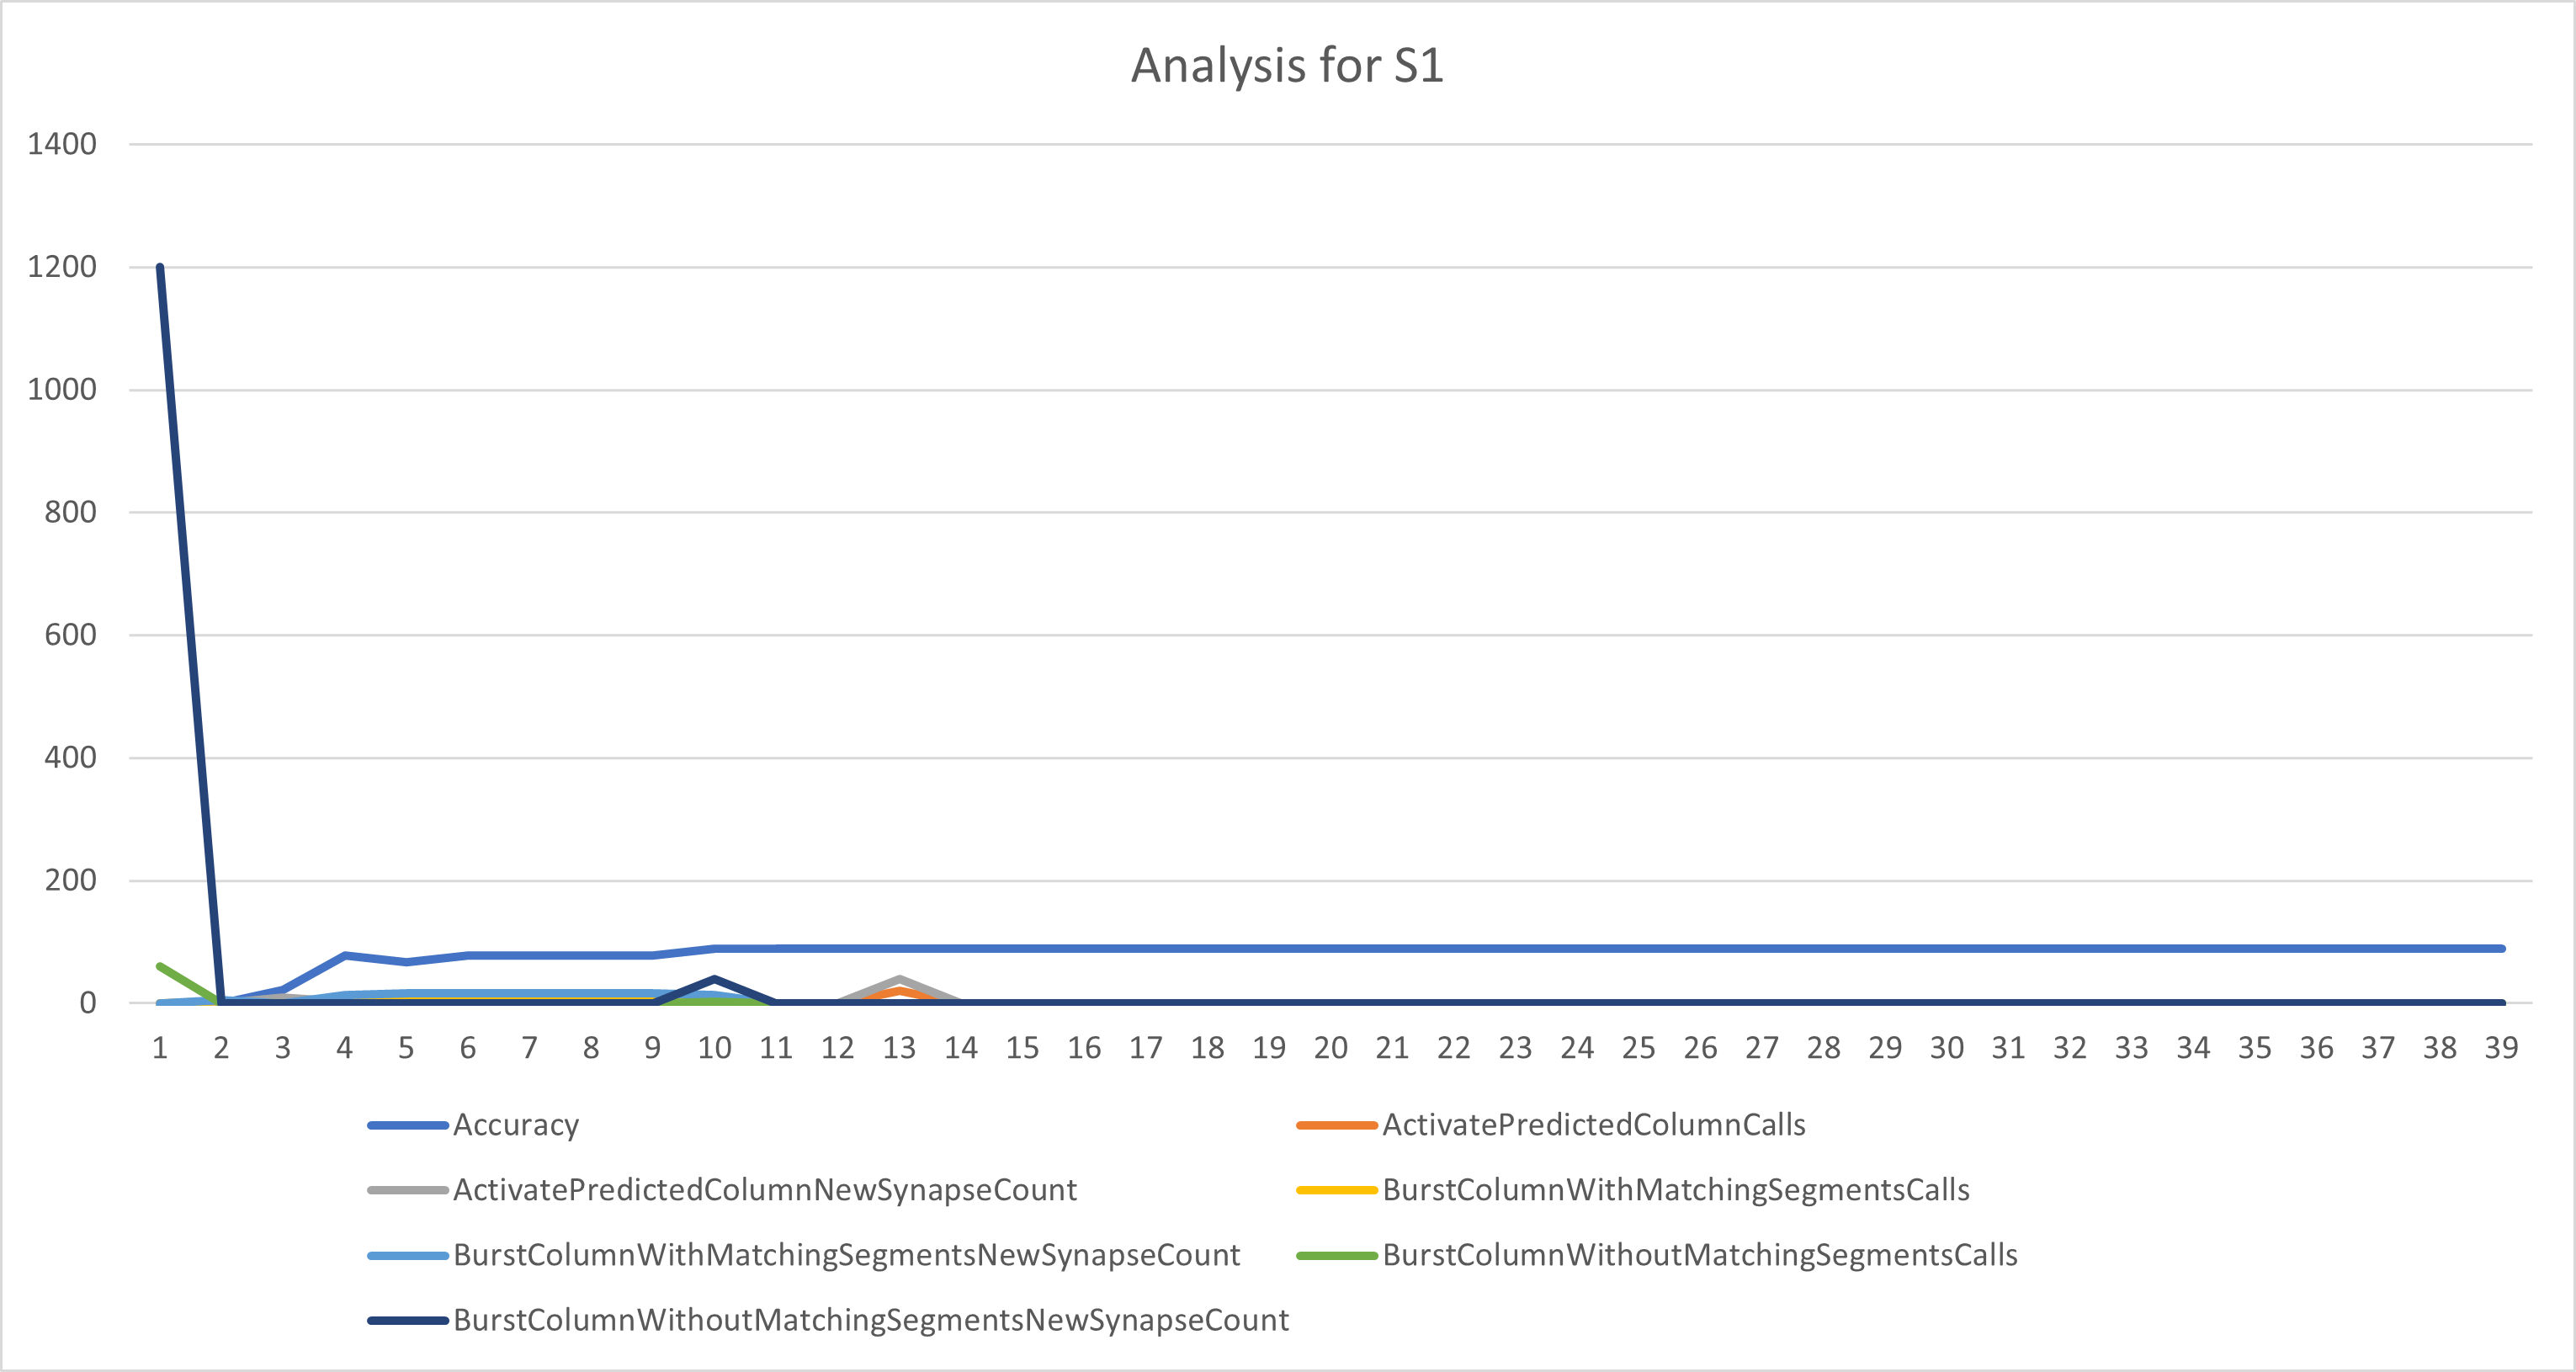 Analysis for S1
1400
1200
1000
800
600
400
200
0
1 2 3 4 5 6 7 8 9 10 11 12 13 14 15 16 17 18 19 20 21 22 23 24 25 26 27 28 29 30 31 32 33 34 35 36 37 38 39
Accuracy ActivatePredictedColumnCalls
ActivatePredictedColumnNewSynapseCount BurstColumnWithMatchingSegmentsCalls
BurstColumnWithMatchingSegmentsNewSynapseCount BurstColumnWithoutMatchingSegmentsCalls
BurstColumnWithoutMatchingSegmentsNewSynapseCount